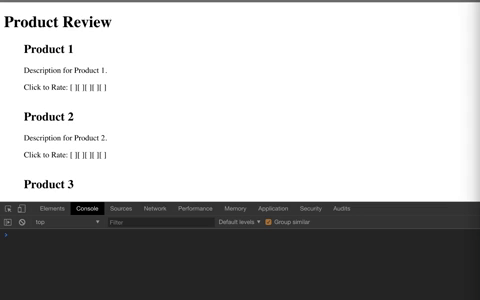 Product Review
Product 1
Description for Product 1.
Click to Rate: [ ][ ][ ][ ][ ]
Product 2
Description for Product 2.
Click to Rate: [ ][ ][ ][ ][ ]
Product 3
Elements Console Sources Network Performance Memory Application Security Audits
top ▼ Filter Default levels ▼ Group similar
>